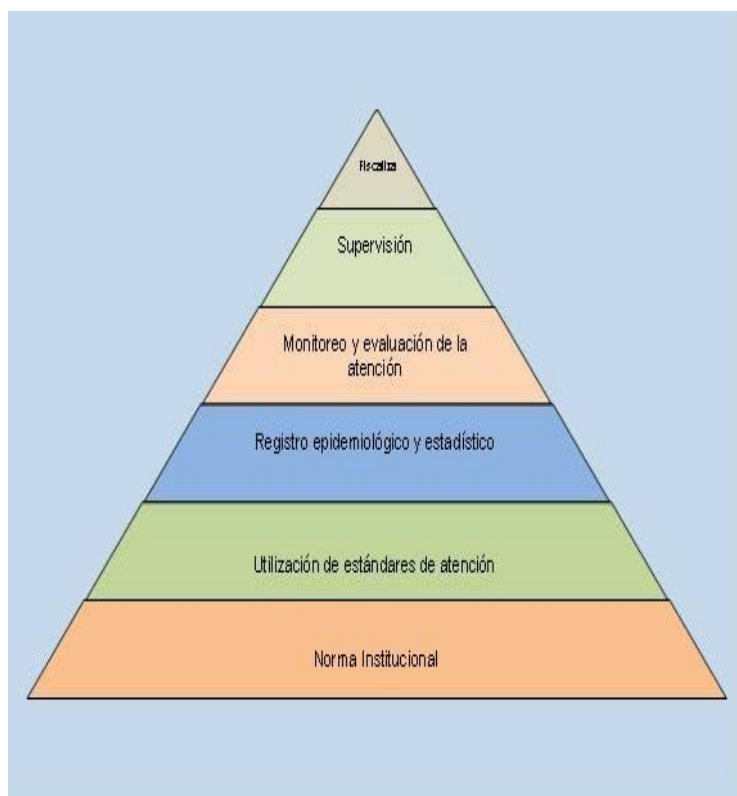 Fiscaliza
Supervisión
Monitoreo y evaluación de la
atención
Registro epidemiológico y estadístico
Utilización de estándares de atención
Norma Institucional